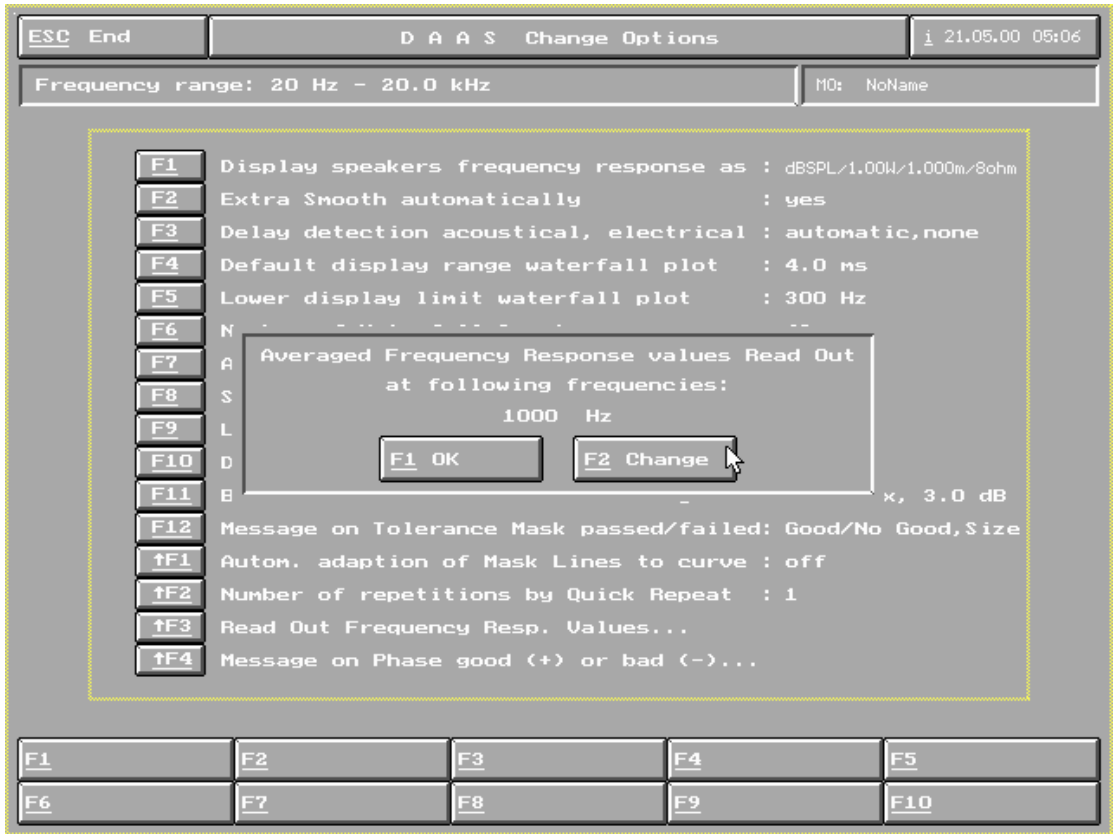 ESC End
D A A S Change Options
i 21.05.00 05:06
Frequency range: 20 Hz - 20.0 kHz
MO: NoName
F1 Display speakers frequency response as : dBSPL/1.00W/1.000m/8ohm
F2 Extra Smooth automatically : yes
F3 Delay detection acoustical, electrical : automatic,none
F4 Default display range waterfall plot : 4.0 ms
F5 Lower display limit waterfall plot : 300 Hz
F6 N
F7 A
F8 S
F9 L
F10 D
F11 B x, 3.0 dB
Averaged Frequency Response values Read Out
at following frequencies:
1000 Hz
F1 OK F2 Change
F12 Message on Tolerance Mask passed/failed: Good/No Good,Size
↑F1 Autom. adaption of Mask Lines to curve : off
↑F2 Number of repetitions by Quick Repeat : 1
↑F3 Read Out Frequency Resp. Values...
↑F4 Message on Phase good (+) or bad (-)...
F1 F2 F3 F4 F5
F6 F7 F8 F9 F10